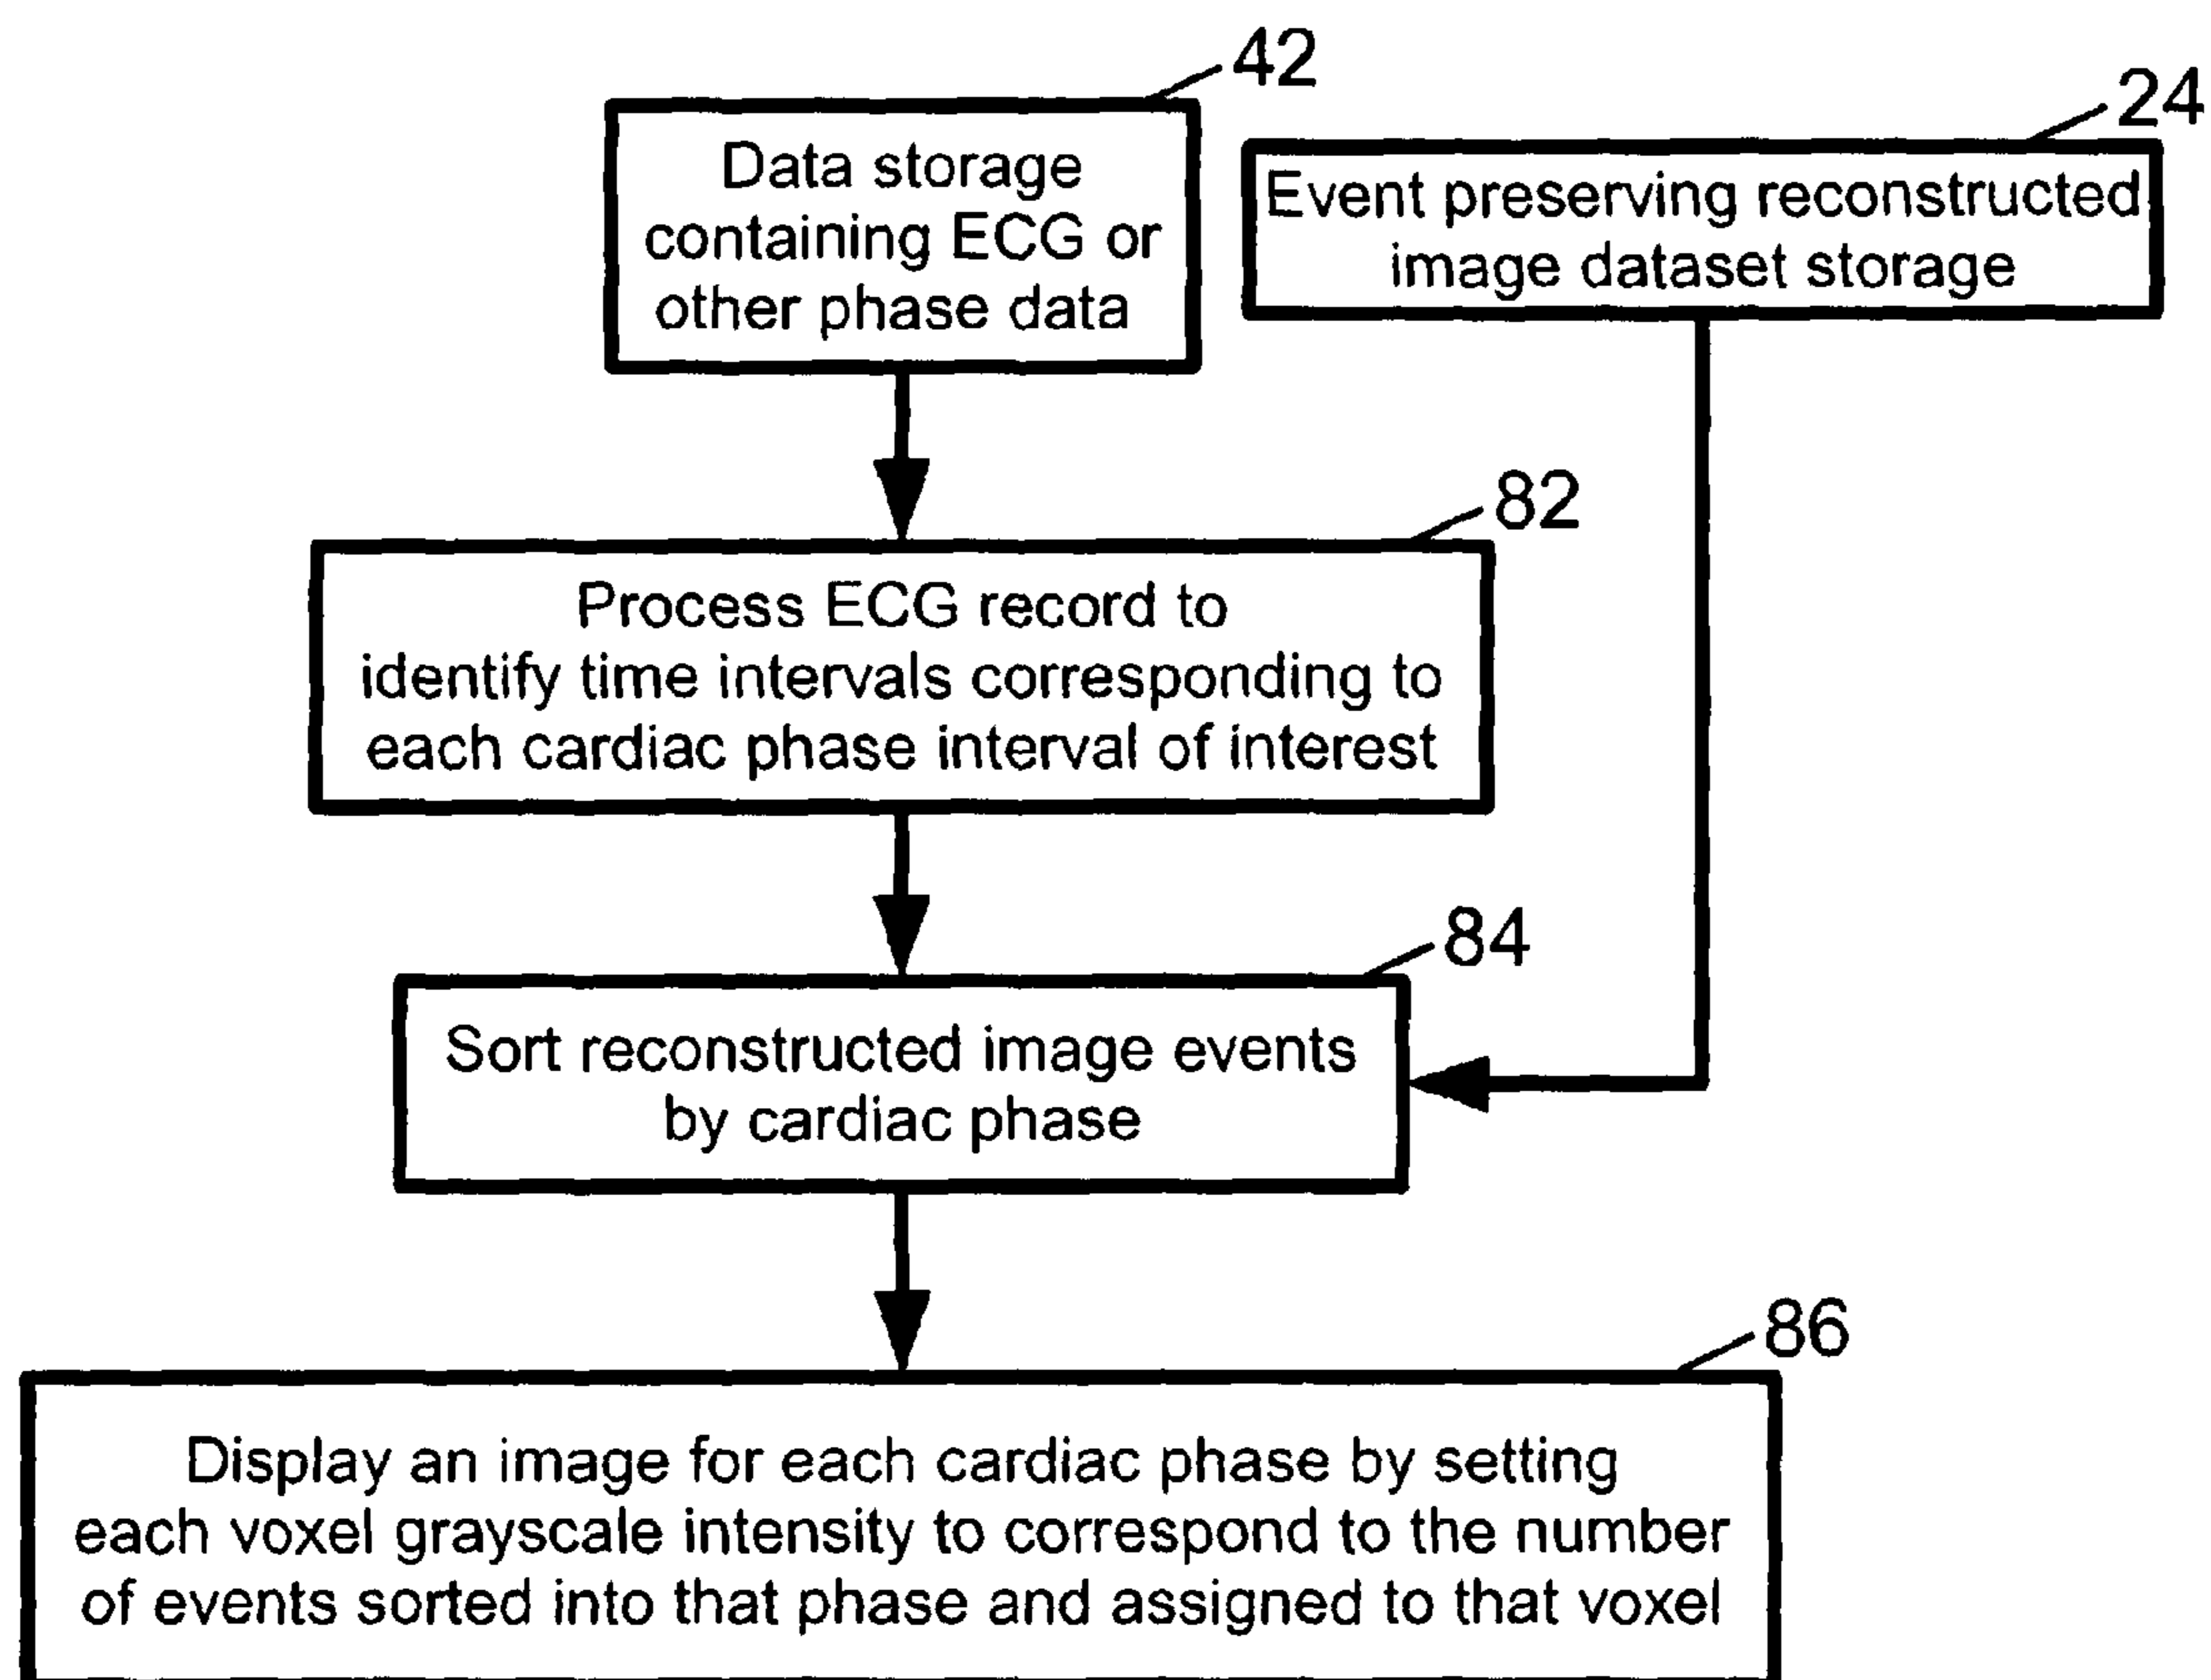 42
Data storage
containing ECG or
other phase data
24
Event preserving reconstructed
image dataset storage
82
Process ECG record to
identify time intervals corresponding to
each cardiac phase interval of interest
84
Sort reconstructed image events
by cardiac phase
86
Display an image for each cardiac phase by setting
each voxel grayscale intensity to correspond to the number
of events sorted into that phase and assigned to that voxel